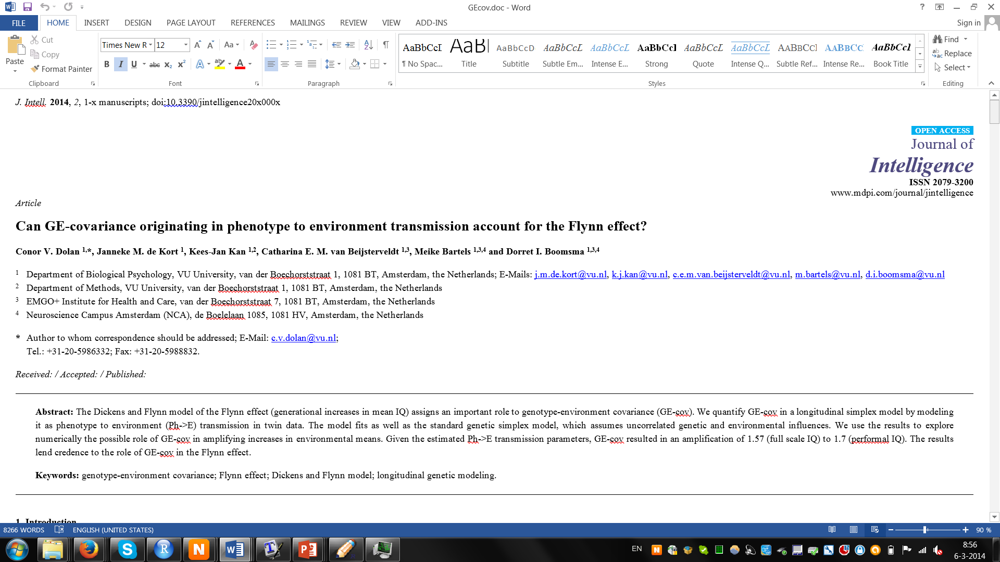 GEcov.doc - Word
?
FILE HOME INSERT DESIGN PAGE LAYOUT REFERENCES MAILINGS REVIEW VIEW ADD-INS Sign in
Paste
Cut
Copy
Format Painter
Clipboard
Times New R 12
Font
Paragraph
AaBbCcI AaB AaBbCcD AaBbCcL AaBbCcL AaBbCcI AaBbCcL AaBbCcL AABBCCI AABBCC AaBbCcI
¶ No Spac... Title Subtitle Subtle Em... Intense E... Strong Quote Intense Q... Subtle Ref... Intense Re... Book Title
Styles
Find
Replace
Select
Editing
J. Intell. 2014, 2, 1-x manuscripts; doi:10.3390/jintelligence20x000x
OPEN ACCESS
Journal of
Intelligence
ISSN 2079-3200
www.mdpi.com/journal/jintelligence
Article
Can GE-covariance originating in phenotype to environment transmission account for the Flynn effect?
Conor V. Dolan 1,*, Janneke M. de Kort 1, Kees-Jan Kan 1,2, Catharina E. M. van Beijsterveldt 1,3, Meike Bartels 1,3,4 and Dorret I. Boomsma 1,3,4
1 Department of Biological Psychology, VU University, van der Boechorststraat 1, 1081 BT, Amsterdam, the Netherlands; E-Mails: j.m.de.kort@vu.nl, k.j.kan@vu.nl, c.e.m.van.beijsterveldt@vu.nl, m.bartels@vu.nl, d.i.boomsma@vu.nl
2 Department of Methods, VU University, van der Boechorststraat 1, 1081 BT, Amsterdam, the Netherlands
3 EMGO+ Institute for Health and Care, van der Boechorststraat 7, 1081 BT, Amsterdam, the Netherlands
4 Neuroscience Campus Amsterdam (NCA), de Boelelaan 1085, 1081 HV, Amsterdam, the Netherlands
* Author to whom correspondence should be addressed; E-Mail: c.v.dolan@vu.nl;
Tel.: +31-20-5986332; Fax: +31-20-5988832.
Received: / Accepted: / Published:
Abstract: The Dickens and Flynn model of the Flynn effect (generational increases in mean IQ) assigns an important role to genotype-environment covariance (GE-cov). We quantify GE-cov in a longitudinal simplex model by modeling
it as phenotype to environment (Ph->E) transmission in twin data. The model fits as well as the standard genetic simplex model, which assumes uncorrelated genetic and environmental influences. We use the results to explore
numerically the possible role of GE-cov in amplifying increases in environmental means. Given the estimated Ph->E transmission parameters, GE-cov resulted in an amplification of 1.57 (full scale IQ) to 1.7 (performal IQ). The results
lend credence to the role of GE-cov in the Flynn effect.
Keywords: genotype-environment covariance; Flynn effect; Dickens and Flynn model; longitudinal genetic modeling.
1. Introduction
8266 WORDS ENGLISH (UNITED STATES) 90 %
EN
8:56
6-3-2014